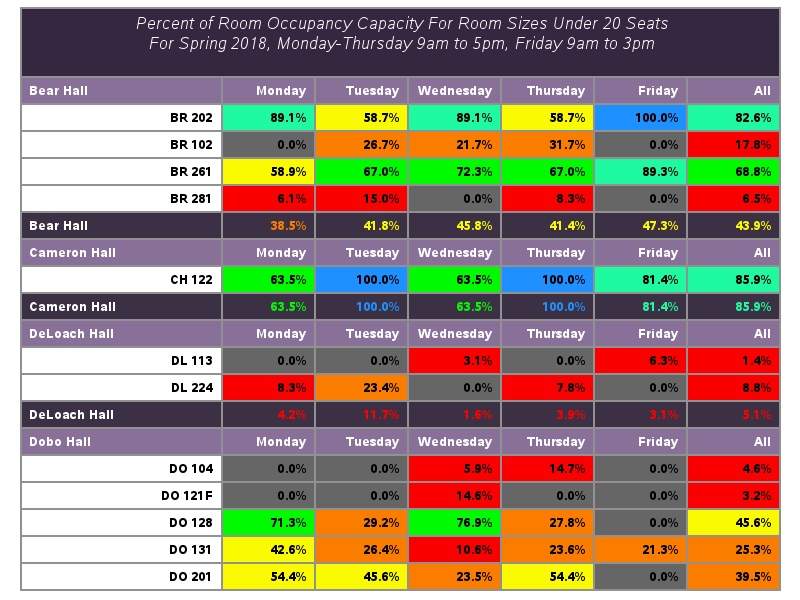 Percent of Room Occupancy Capacity For Room Sizes Under 20 Seats
For Spring 2018, Monday-Thursday 9am to 5pm, Friday 9am to 3pm
Bear Hall Monday Tuesday Wednesday Thursday Friday All
BR 202 89.1% 58.7% 89.1% 58.7% 100.0% 82.6%
BR 102 0.0% 26.7% 21.7% 31.7% 0.0% 17.8%
BR 261 58.9% 67.0% 72.3% 67.0% 89.3% 68.8%
BR 281 6.1% 15.0% 0.0% 8.3% 0.0% 6.5%
Bear Hall 38.5% 41.8% 45.8% 41.4% 47.3% 43.9%
Cameron Hall Monday Tuesday Wednesday Thursday Friday All
CH 122 63.5% 100.0% 63.5% 100.0% 81.4% 85.9%
Cameron Hall 63.5% 100.0% 63.5% 100.0% 81.4% 85.9%
DeLoach Hall Monday Tuesday Wednesday Thursday Friday All
DL 113 0.0% 0.0% 3.1% 0.0% 6.3% 1.4%
DL 224 8.3% 23.4% 0.0% 7.8% 0.0% 8.8%
DeLoach Hall 4.2% 11.7% 1.6% 3.9% 3.1% 5.1%
Dobo Hall Monday Tuesday Wednesday Thursday Friday All
DO 104 0.0% 0.0% 5.9% 14.7% 0.0% 4.6%
DO 121F 0.0% 0.0% 14.6% 0.0% 0.0% 3.2%
DO 128 71.3% 29.2% 76.9% 27.8% 0.0% 45.6%
DO 131 42.6% 26.4% 10.6% 23.6% 21.3% 25.3%
DO 201 54.4% 45.6% 23.5% 54.4% 0.0% 39.5%